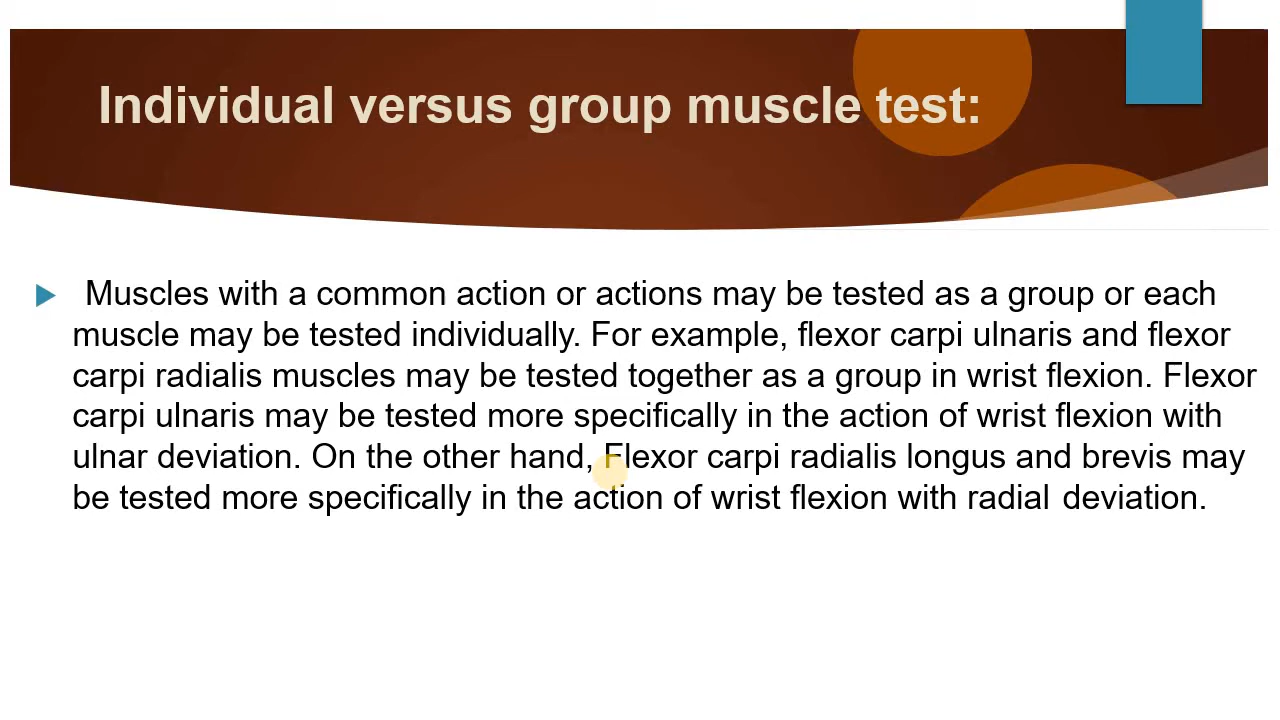 Individual versus group muscle test:
Muscles with a common action or actions may be tested as a group or each
muscle may be tested individually. For example, flexor carpi ulnaris and flexor
carpi radialis muscles may be tested together as a group in wrist flexion. Flexor
carpi ulnaris may be tested more specifically in the action of wrist flexion with
ulnar deviation. On the other hand, Flexor carpi radialis longus and brevis may
be tested more specifically in the action of wrist flexion with radial deviation.